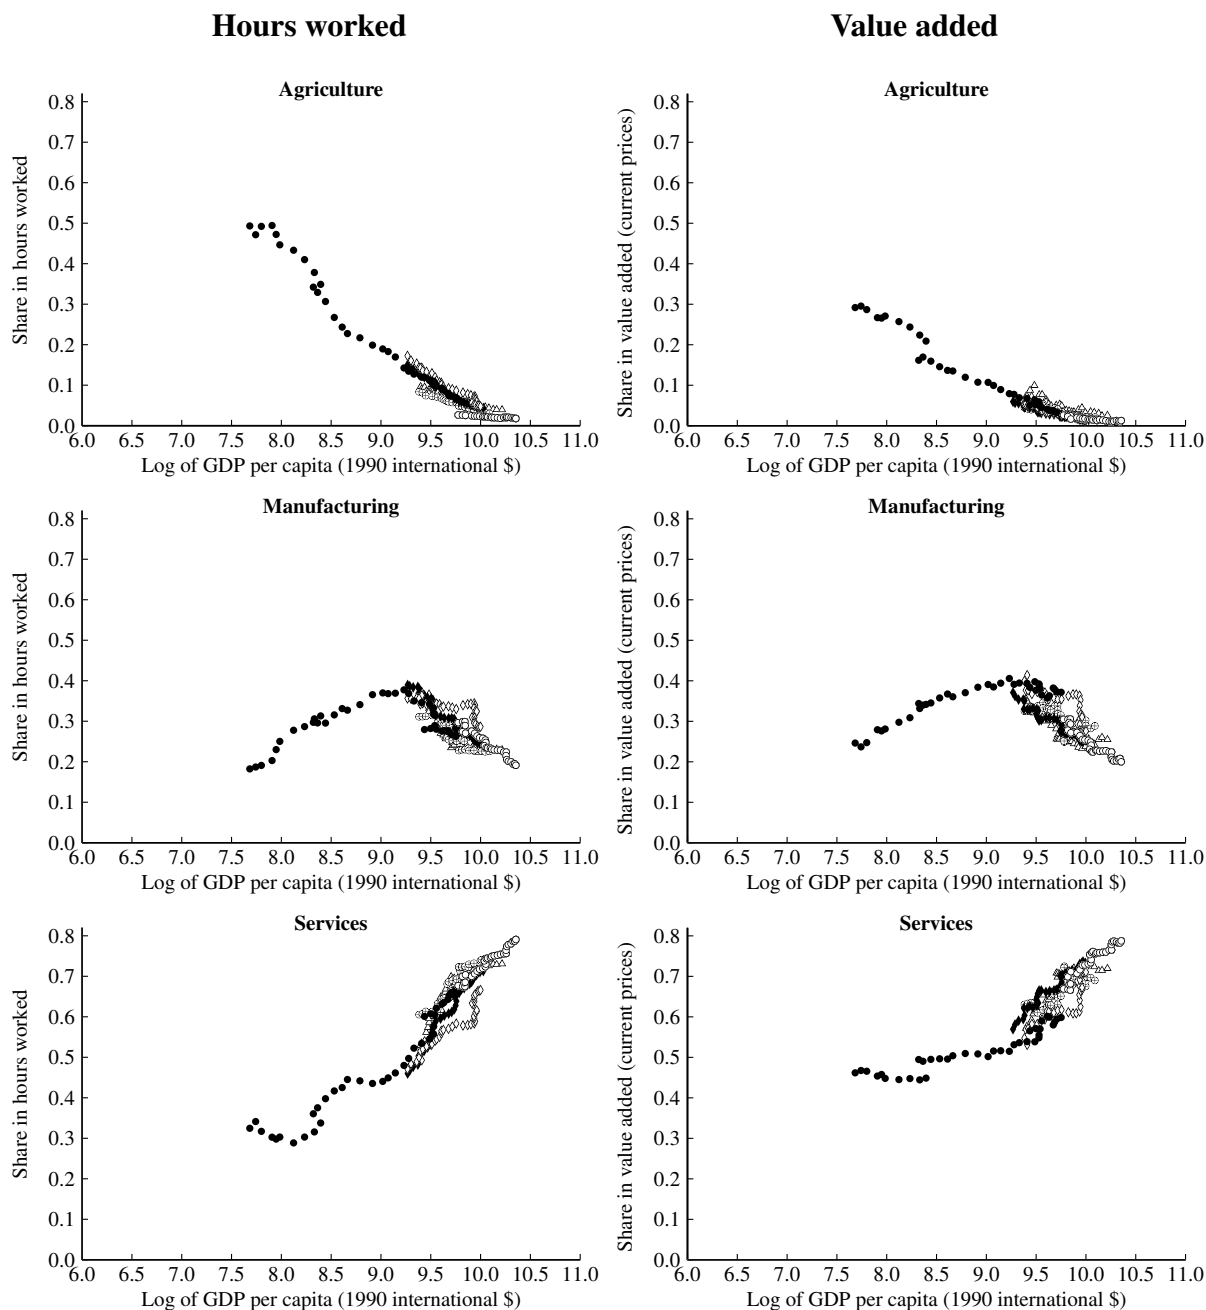 Hours worked
Value added
Agriculture
Share in hours worked
0.8
0.7
0.6
0.5
0.4
0.3
0.2
0.1
0.0
6.0 6.5 7.0 7.5 8.0 8.5 9.0 9.5 10.0 10.5 11.0
Log of GDP per capita (1990 international $)
Agriculture
Share in value added (current prices)
0.8
0.7
0.6
0.5
0.4
0.3
0.2
0.1
0.0
6.0 6.5 7.0 7.5 8.0 8.5 9.0 9.5 10.0 10.5 11.0
Log of GDP per capita (1990 international $)
Manufacturing
Share in hours worked
0.8
0.7
0.6
0.5
0.4
0.3
0.2
0.1
0.0
6.0 6.5 7.0 7.5 8.0 8.5 9.0 9.5 10.0 10.5 11.0
Log of GDP per capita (1990 international $)
Manufacturing
Share in value added (current prices)
0.8
0.7
0.6
0.5
0.4
0.3
0.2
0.1
0.0
6.0 6.5 7.0 7.5 8.0 8.5 9.0 9.5 10.0 10.5 11.0
Log of GDP per capita (1990 international $)
Services
Share in hours worked
0.8
0.7
0.6
0.5
0.4
0.3
0.2
0.1
0.0
6.0 6.5 7.0 7.5 8.0 8.5 9.0 9.5 10.0 10.5 11.0
Log of GDP per capita (1990 international $)
Services
Share in value added (current prices)
0.8
0.7
0.6
0.5
0.4
0.3
0.2
0.1
0.0
6.0 6.5 7.0 7.5 8.0 8.5 9.0 9.5 10.0 10.5 11.0
Log of GDP per capita (1990 international $)